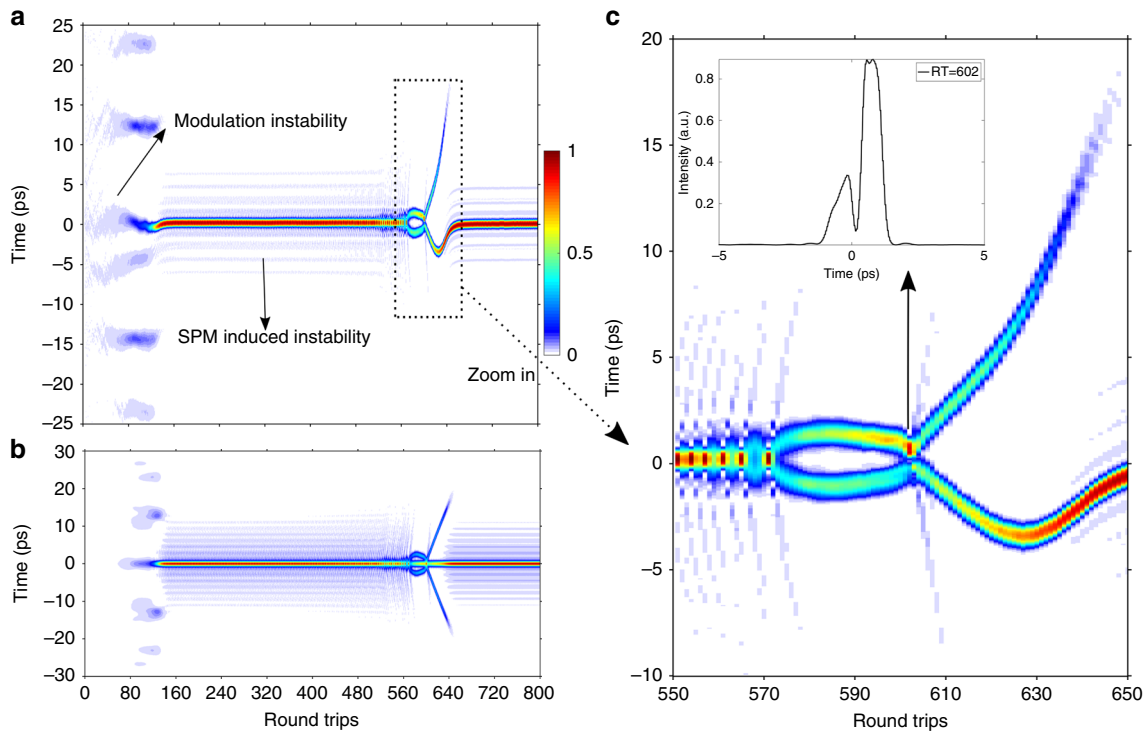 a
25
20
15
10
5
0
−5
−10
−15
−20
−25
Time (ps)
Modulation instability
SPM induced instability
1
0.5
0
Zoom in
b
30
20
10
0
−10
−20
−30
Time (ps)
0 80 160 240 320 400 480 560 640 720 800
Round trips
c
20
15
10
5
0
−5
−10
Time (ps)
550 570 590 610 630 650
Round trips
RT=602
0.8
0.6
0.4
0.2
Intensity (a.u.)
−5 0 5
Time (ps)